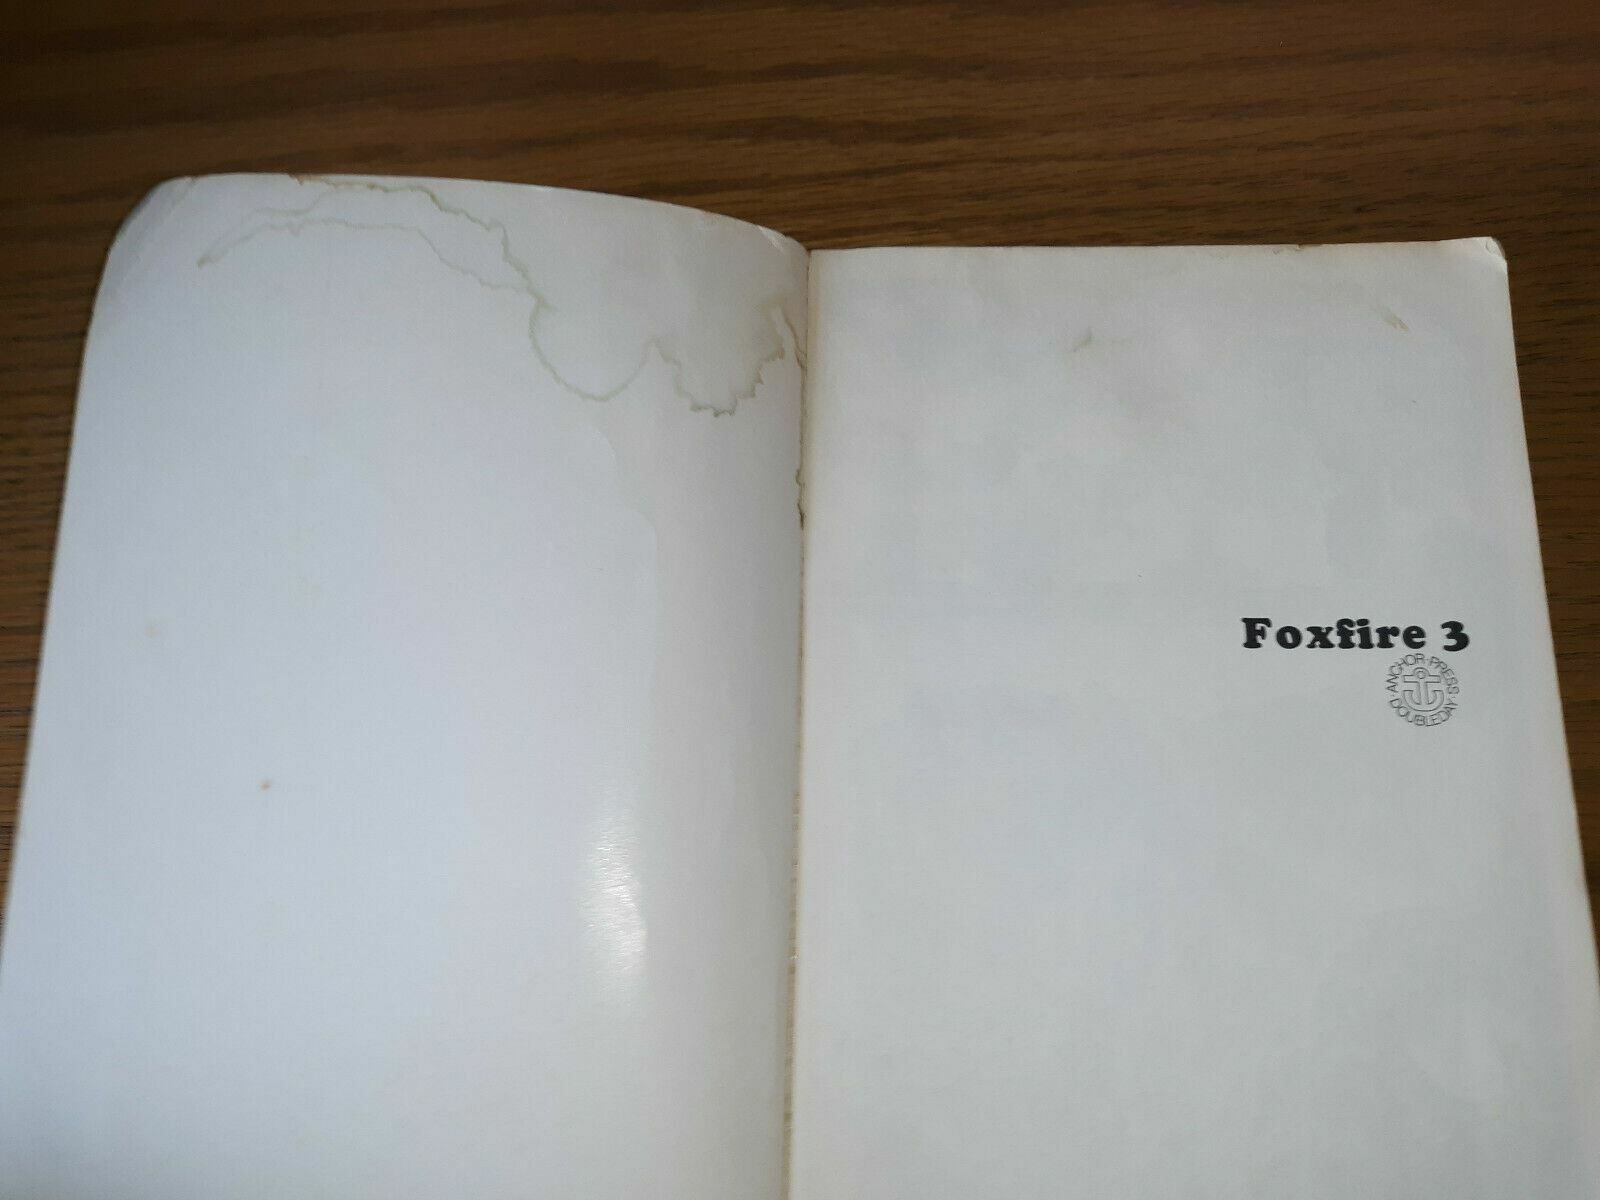 Foxfire 3
ANCHOR · PRESS · DOUBLEDAY ·